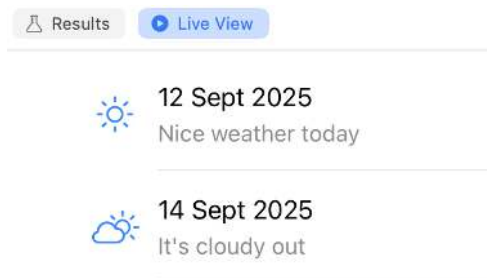 Results Live View
12 Sept 2025
Nice weather today
14 Sept 2025
It's cloudy out